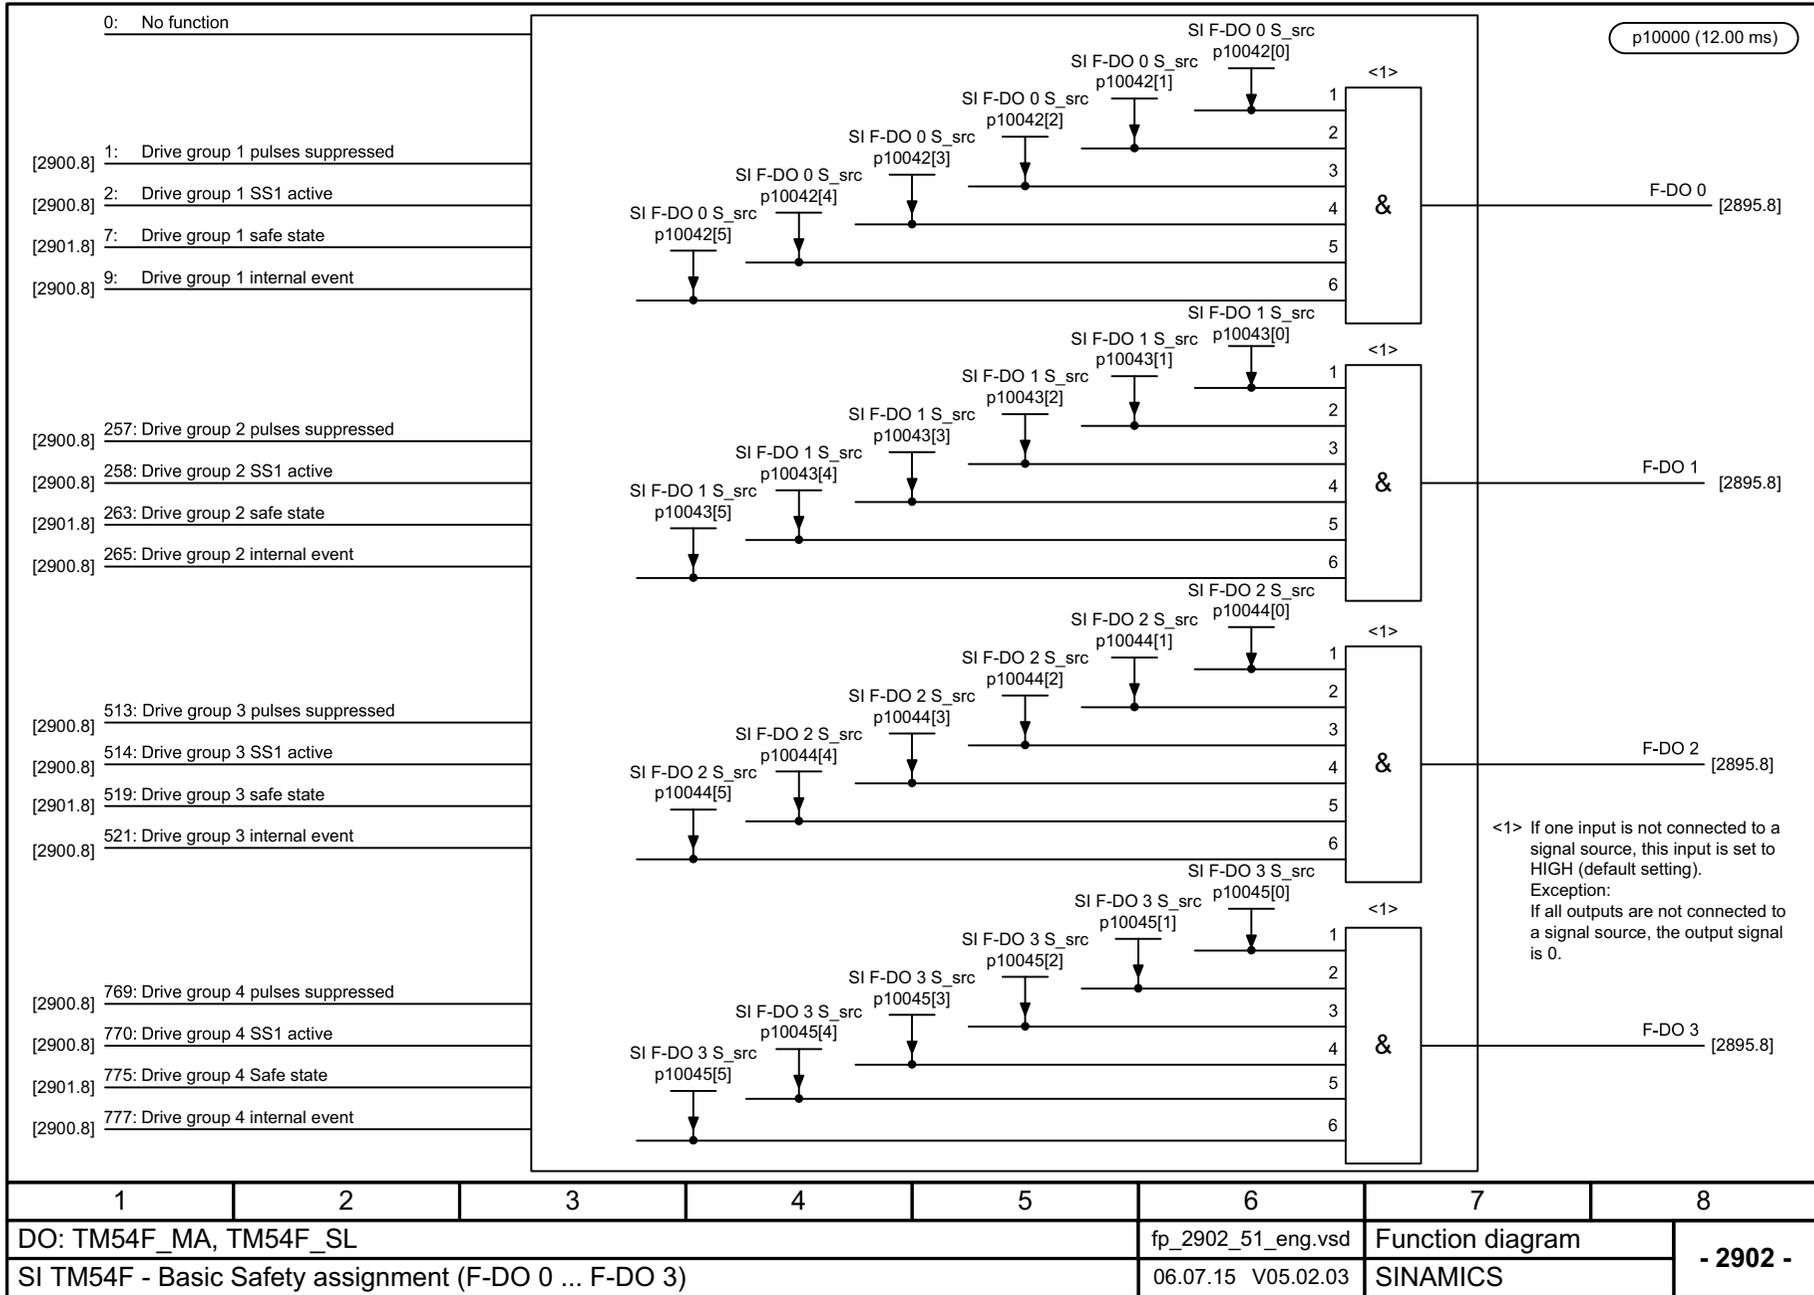 0: No function
p10000 (12.00 ms)
SI F-DO 0 S_src
p10042[0]
SI F-DO 0 S_src
p10042[1]
SI F-DO 0 S_src
p10042[2]
SI F-DO 0 S_src
p10042[3]
SI F-DO 0 S_src
p10042[4]
SI F-DO 0 S_src
p10042[5]
<1>
1
2
3
4
5
6
&
F-DO 0
[2895.8]
[2900.8] 1: Drive group 1 pulses suppressed
[2900.8] 2: Drive group 1 SS1 active
[2901.8] 7: Drive group 1 safe state
[2900.8] 9: Drive group 1 internal event
SI F-DO 1 S_src
p10043[0]
SI F-DO 1 S_src
p10043[1]
SI F-DO 1 S_src
p10043[2]
SI F-DO 1 S_src
p10043[3]
SI F-DO 1 S_src
p10043[4]
SI F-DO 1 S_src
p10043[5]
<1>
1
2
3
4
5
6
&
F-DO 1
[2895.8]
[2900.8] 257: Drive group 2 pulses suppressed
[2900.8] 258: Drive group 2 SS1 active
[2901.8] 263: Drive group 2 safe state
[2900.8] 265: Drive group 2 internal event
SI F-DO 2 S_src
p10044[0]
SI F-DO 2 S_src
p10044[1]
SI F-DO 2 S_src
p10044[2]
SI F-DO 2 S_src
p10044[3]
SI F-DO 2 S_src
p10044[4]
SI F-DO 2 S_src
p10044[5]
<1>
1
2
3
4
5
6
&
F-DO 2
[2895.8]
[2900.8] 513: Drive group 3 pulses suppressed
[2900.8] 514: Drive group 3 SS1 active
[2901.8] 519: Drive group 3 safe state
[2900.8] 521: Drive group 3 internal event
<1> If one input is not connected to a
signal source, this input is set to
HIGH (default setting).
Exception:
If all outputs are not connected to
a signal source, the output signal
is 0.
SI F-DO 3 S_src
p10045[0]
SI F-DO 3 S_src
p10045[1]
SI F-DO 3 S_src
p10045[2]
SI F-DO 3 S_src
p10045[3]
SI F-DO 3 S_src
p10045[4]
SI F-DO 3 S_src
p10045[5]
<1>
1
2
3
4
5
6
&
F-DO 3
[2895.8]
[2900.8] 769: Drive group 4 pulses suppressed
[2900.8] 770: Drive group 4 SS1 active
[2901.8] 775: Drive group 4 Safe state
[2900.8] 777: Drive group 4 internal event
1 2 3 4 5 6 7 8
DO: TM54F_MA, TM54F_SL
fp_2902_51_eng.vsd
Function diagram
- 2902 -
SI TM54F - Basic Safety assignment (F-DO 0 ... F-DO 3)
06.07.15 V05.02.03
SINAMICS